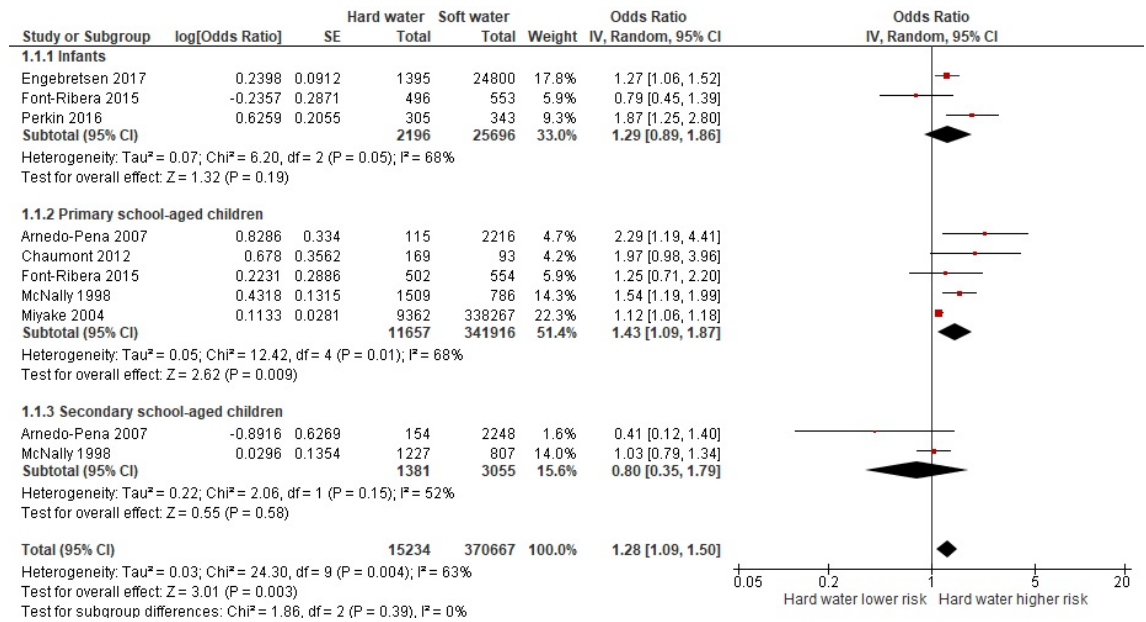 Hard water Soft water Odds Ratio Odds Ratio
Study or Subgroup log[Odds Ratio] SE Total Total Weight IV, Random, 95% CI IV, Random, 95% CI
1.1.1 Infants
Engebretsen 2017 0.2398 0.0912 1395 24800 17.8% 1.27 [1.06, 1.52]
Font-Ribera 2015 -0.2357 0.2871 496 553 5.9% 0.79 [0.45, 1.39]
Perkin 2016 0.6259 0.2055 305 343 9.3% 1.87 [1.25, 2.80]
Subtotal (95% CI) 2196 25696 33.0% 1.29 [0.89, 1.86]
Heterogeneity: Tau² = 0.07; Chi² = 6.20, df = 2 (P = 0.05); I² = 68%
Test for overall effect: Z = 1.32 (P = 0.19)
1.1.2 Primary school-aged children
Arnedo-Pena 2007 0.8286 0.334 115 2216 4.7% 2.29 [1.19, 4.41]
Chaumont 2012 0.678 0.3562 169 93 4.2% 1.97 [0.98, 3.96]
Font-Ribera 2015 0.2231 0.2886 502 554 5.9% 1.25 [0.71, 2.20]
McNally 1998 0.4318 0.1315 1509 786 14.3% 1.54 [1.19, 1.99]
Miyake 2004 0.1133 0.0281 9362 338267 22.3% 1.12 [1.06, 1.18]
Subtotal (95% CI) 11657 341916 51.4% 1.43 [1.09, 1.87]
Heterogeneity: Tau² = 0.05; Chi² = 12.42, df = 4 (P = 0.01); I² = 68%
Test for overall effect: Z = 2.62 (P = 0.009)
1.1.3 Secondary school-aged children
Arnedo-Pena 2007 -0.8916 0.6269 154 2248 1.6% 0.41 [0.12, 1.40]
McNally 1998 0.0296 0.1354 1227 807 14.0% 1.03 [0.79, 1.34]
Subtotal (95% CI) 1381 3055 15.6% 0.80 [0.35, 1.79]
Heterogeneity: Tau² = 0.22; Chi² = 2.06, df = 1 (P = 0.15); I² = 52%
Test for overall effect: Z = 0.55 (P = 0.58)
Total (95% CI) 15234 370667 100.0% 1.28 [1.09, 1.50]
Heterogeneity: Tau² = 0.03; Chi² = 24.30, df = 9 (P = 0.004); I² = 63%
Test for overall effect: Z = 3.01 (P = 0.003)
Test for subgroup differences: Chi² = 1.86, df = 2 (P = 0.39), I² = 0%
0.05 0.2 1 5 20
Hard water lower risk Hard water higher risk